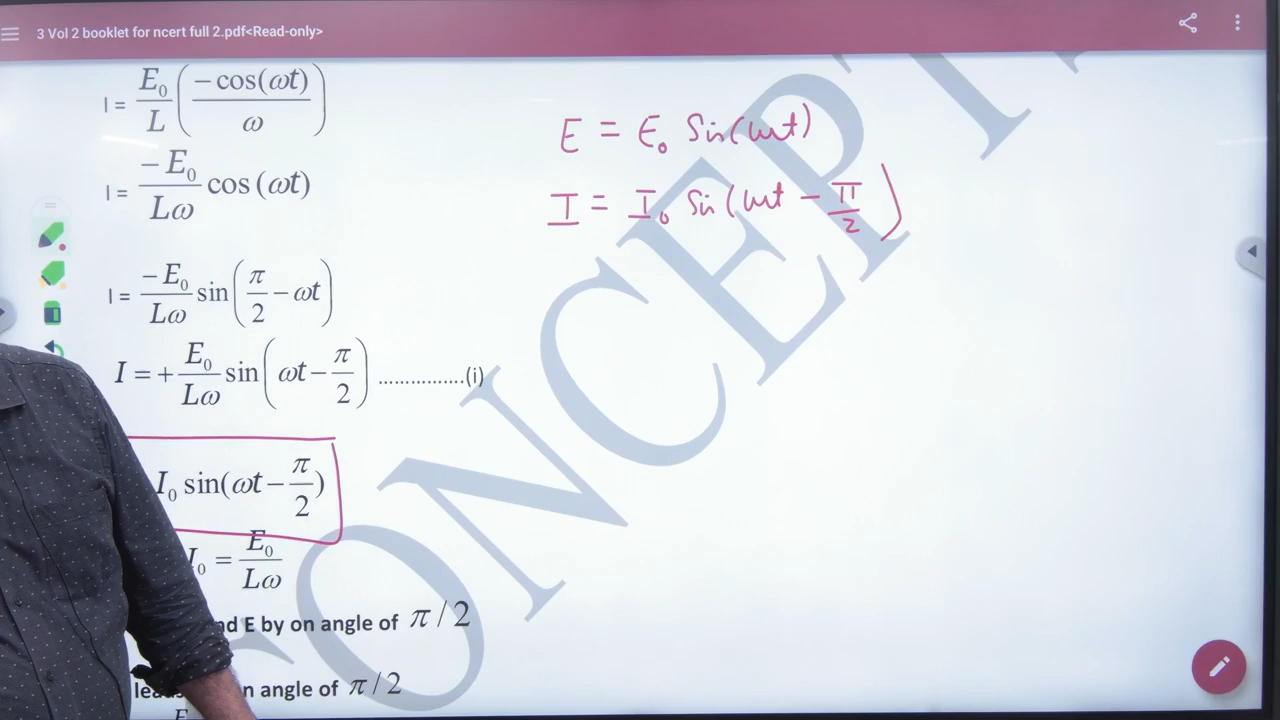 3 Vol 2 booklet for ncert full 2.pdf<Read-only>
I = E₀/L (−cos(ωt)/ω)
I = −E₀/Lω cos (ωt)
I = −E₀/Lω sin(π/2 − ωt)
I = + E₀/Lω sin(ωt − π/2) ................(i)
I₀ sin(ωt − π/2)
I₀ = E₀/Lω
nd E by on angle of π / 2
n angle of π / 2
E = E₀ Sin(ωt)
I = I₀ Sin(ωt − π/2)
CONCEPT